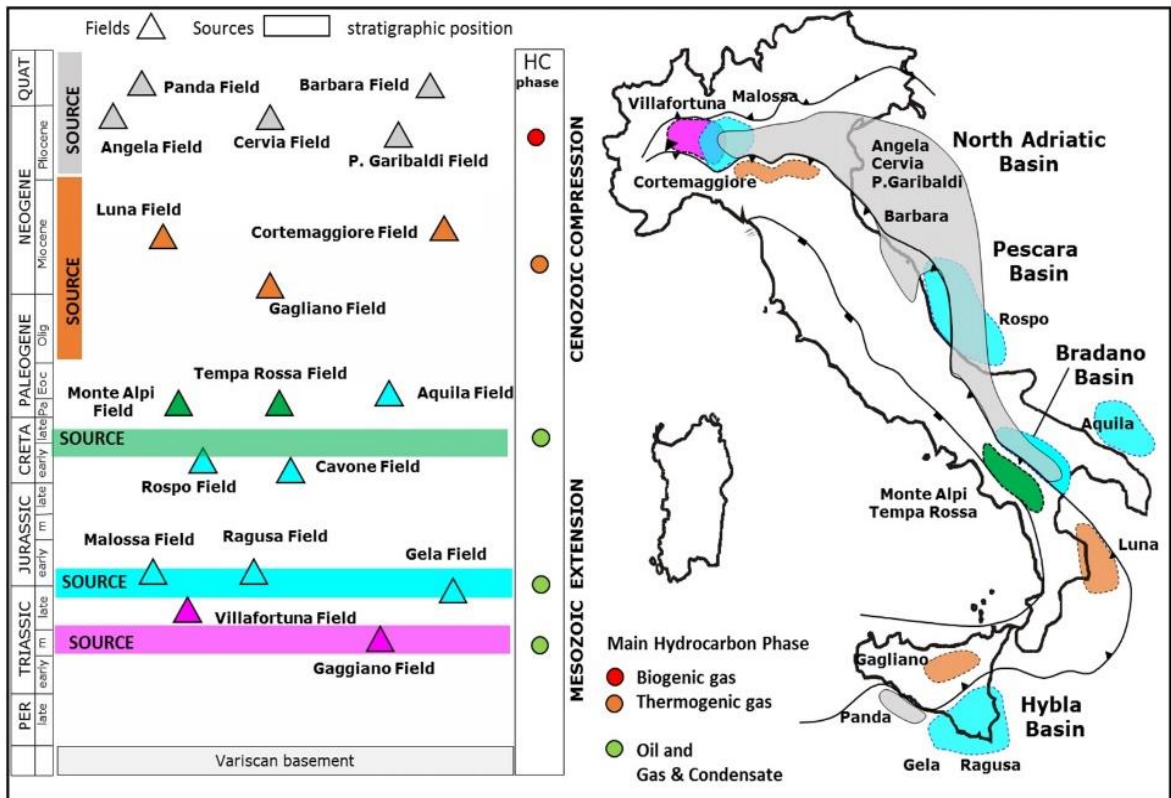 Fields
Sources
stratigraphic position
QUAT
NEOGENE
PALEOGENE
CRETA
JURASSIC
TRIASSIC
PER
Pliocene
Miocene
Olig
Eoc
Pa
late
early
late
m
early
late
m
early
late
SOURCE
Panda Field
Barbara Field
Angela Field
Cervia Field
P. Garibaldi Field
SOURCE
Luna Field
Cortemaggiore Field
Gagliano Field
Tempa Rossa Field
Monte Alpi
Field
Aquila Field
SOURCE
Rospo Field
Cavone Field
Malossa Field
Ragusa Field
Gela Field
SOURCE
Villafortuna Field
SOURCE
Gaggiano Field
Variscan basement
HC
phase
CENOZOIC COMPRESSION
MESOZOIC EXTENSION
Villafortuna
Malossa
Cortemaggiore
North Adriatic
Basin
Angela
Cervia
P.Garibaldi
Barbara
Pescara
Basin
Rospo
Bradano
Basin
Aquila
Monte Alpi
Tempa Rossa
Luna
Gagliano
Panda
Hybla
Basin
Gela
Ragusa
Main Hydrocarbon Phase
Biogenic gas
Thermogenic gas
Oil and
Gas & Condensate